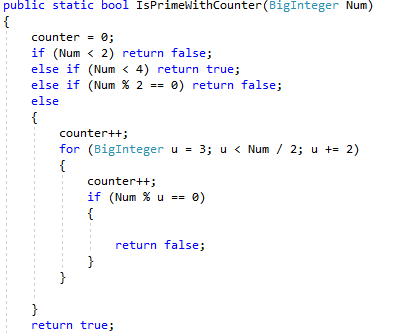 public static bool IsPrimeWithCounter(BigInteger Num)
{
counter = 0;
if (Num < 2) return false;
else if (Num < 4) return true;
else if (Num % 2 == 0) return false;
else
{
counter++;
for (BigInteger u = 3; u < Num / 2; u += 2)
{
counter++;
if (Num % u == 0)
{
return false;
}
}
}
return true;